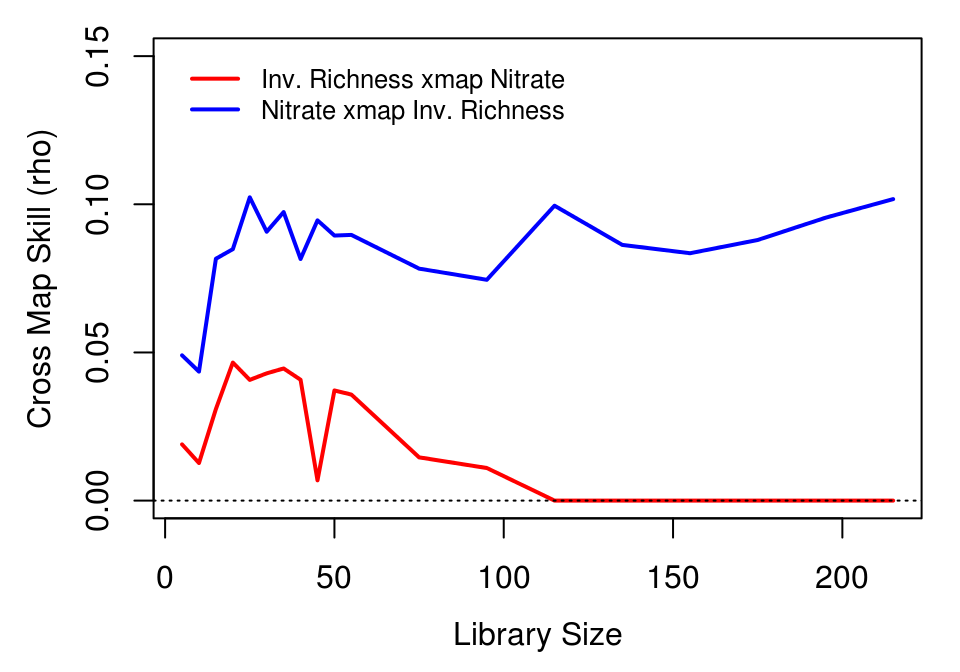 Inv. Richness xmap Nitrate
Nitrate xmap Inv. Richness
Cross Map Skill (rho)
0.15
0.10
0.05
0.00
0 50 100 150 200
Library Size